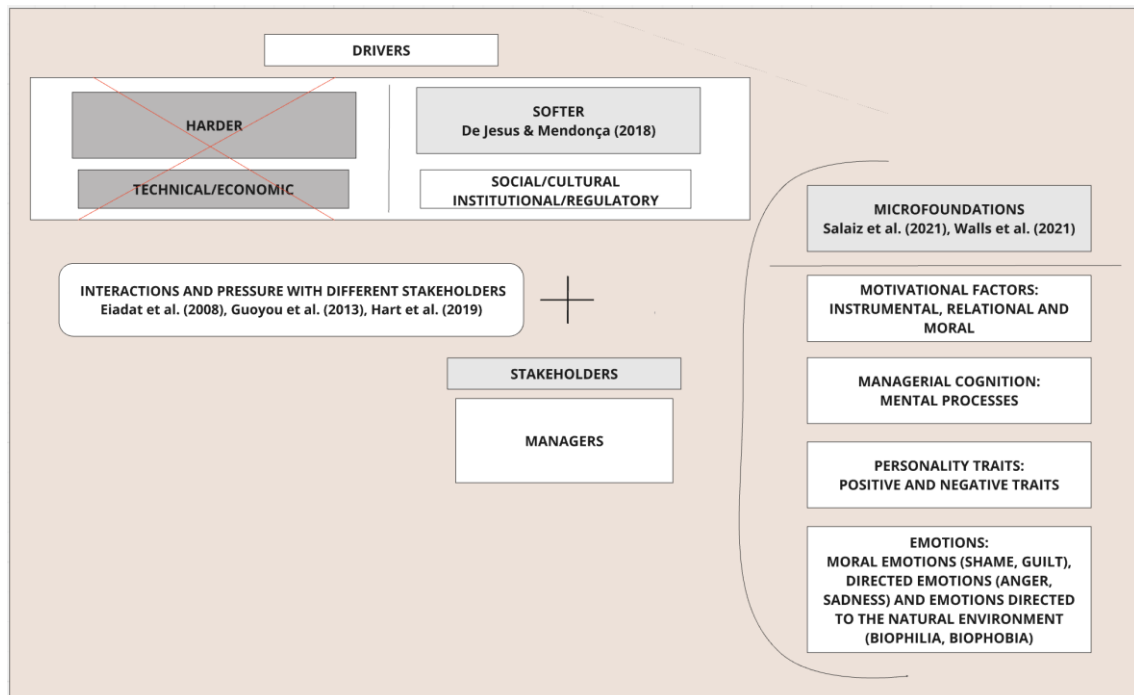 DRIVERS
HARDER
TECHNICAL/ECONOMIC
SOFTER
De Jesus & Mendonça (2018)
SOCIAL/CULTURAL
INSTITUTIONAL/REGULATORY
INTERACTIONS AND PRESSURE WITH DIFFERENT STAKEHOLDERS
Eiadat et al. (2008), Guoyou et al. (2013), Hart et al. (2019)
STAKEHOLDERS
MANAGERS
MICROFOUNDATIONS
Salaiz et al. (2021), Walls et al. (2021)
MOTIVATIONAL FACTORS:
INSTRUMENTAL, RELATIONAL AND
MORAL
MANAGERIAL COGNITION:
MENTAL PROCESSES
PERSONALITY TRAITS:
POSITIVE AND NEGATIVE TRAITS
EMOTIONS:
MORAL EMOTIONS (SHAME, GUILT),
DIRECTED EMOTIONS (ANGER,
SADNESS) AND EMOTIONS DIRECTED
TO THE NATURAL ENVIRONMENT
(BIOPHILIA, BIOPHOBIA)